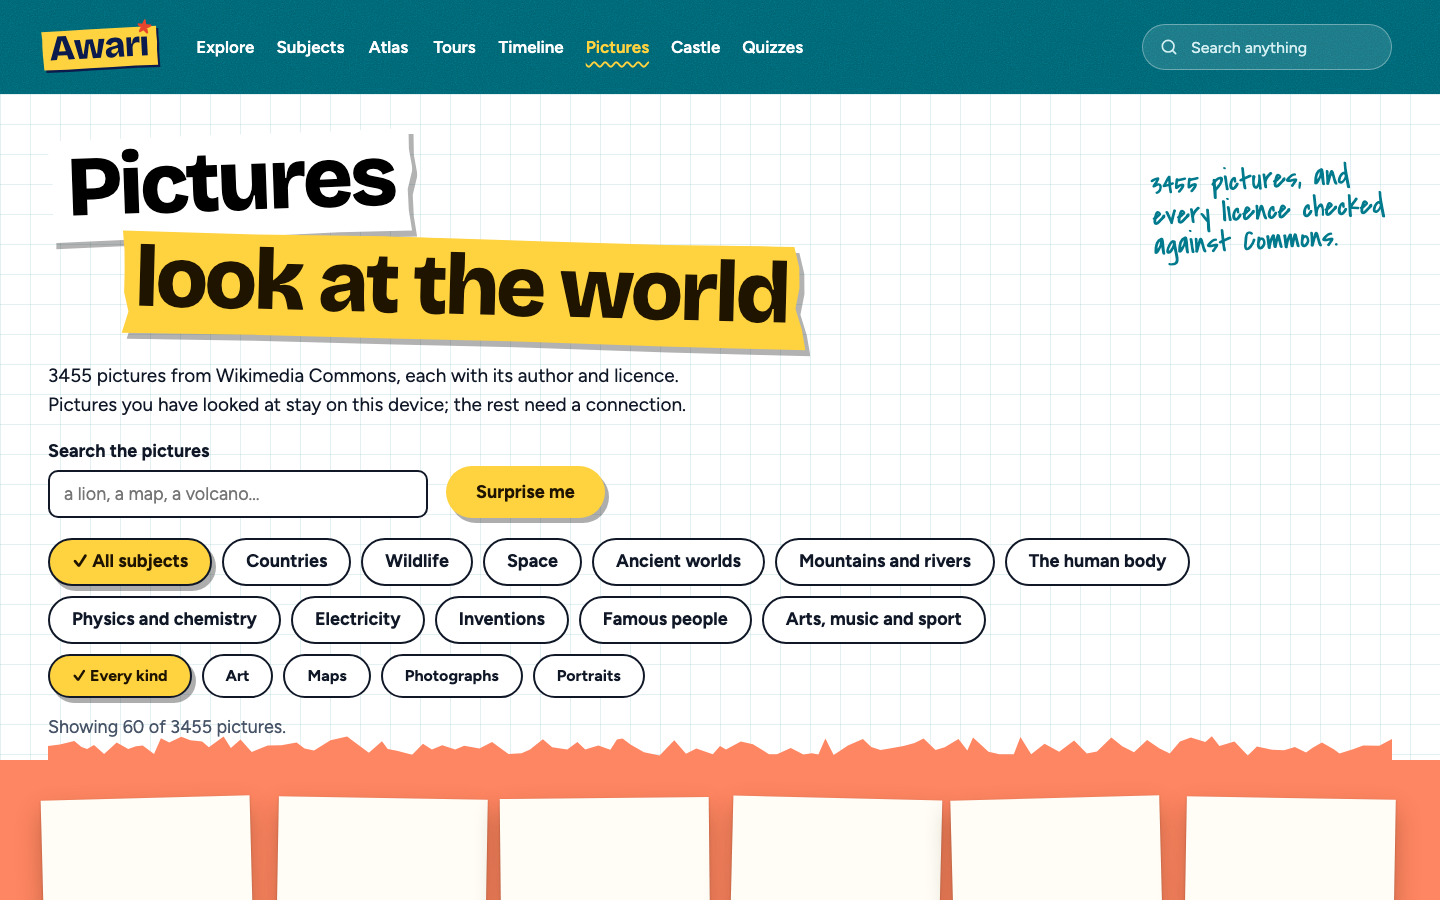 Awari
Explore Subjects Atlas Tours Timeline Pictures Castle Quizzes
Search anything
Pictures
look at the world
3455 pictures, and
every licence checked
against Commons.
3455 pictures from Wikimedia Commons, each with its author and licence.
Pictures you have looked at stay on this device; the rest need a connection.
Search the pictures
a lion, a map, a volcano...
Surprise me
✓ All subjects Countries Wildlife Space Ancient worlds Mountains and rivers The human body
Physics and chemistry Electricity Inventions Famous people Arts, music and sport
✓ Every kind Art Maps Photographs Portraits
Showing 60 of 3455 pictures.